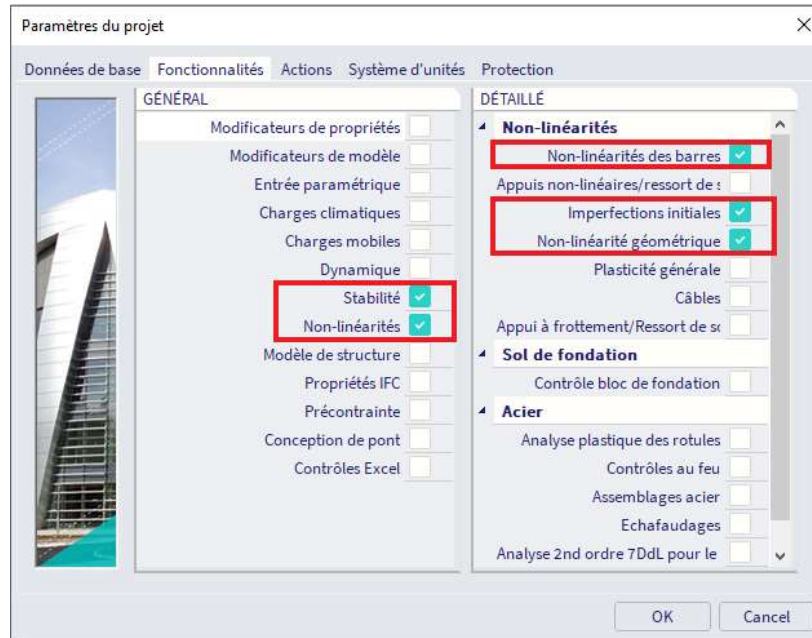 Paramètres du projet
Données de base Fonctionnalités Actions Système d'unités Protection
GÉNÉRAL
Modificateurs de propriétés
Modificateurs de modèle
Entrée paramétrique
Charges climatiques
Charges mobiles
Dynamique
Stabilité
Non-linéarités
Modèle de structure
Propriétés IFC
Précontrainte
Conception de pont
Contrôles Excel
DÉTAILLÉ
Non-linéarités
Non-linéarités des barres
Appuis non-linéaires/ressort de s
Imperfections initiales
Non-linéarité géométrique
Plasticité générale
Câbles
Appui à frottement/Ressort de so
Sol de fondation
Contrôle bloc de fondation
Acier
Analyse plastique des rotules
Contrôles au feu
Assemblages acier
Echafaudages
Analyse 2nd ordre 7DdL pour le
OK Cancel